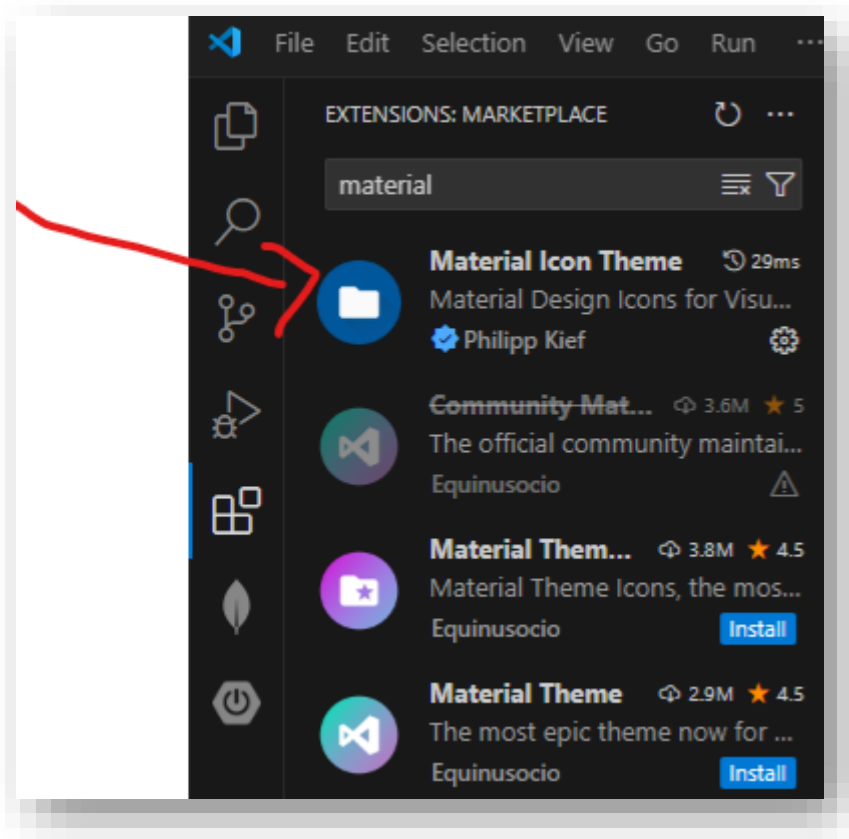 File Edit Selection View Go Run ...
EXTENSIONS: MARKETPLACE
material
Material Icon Theme 29ms
Material Design Icons for Visu...
Philipp Kief
Community Mat... 3.6M 5
The official community maintai...
Equinusocio
Material Them... 3.8M 4.5
Material Theme Icons, the mos...
Equinusocio Install
Material Theme 2.9M 4.5
The most epic theme now for ...
Equinusocio Install